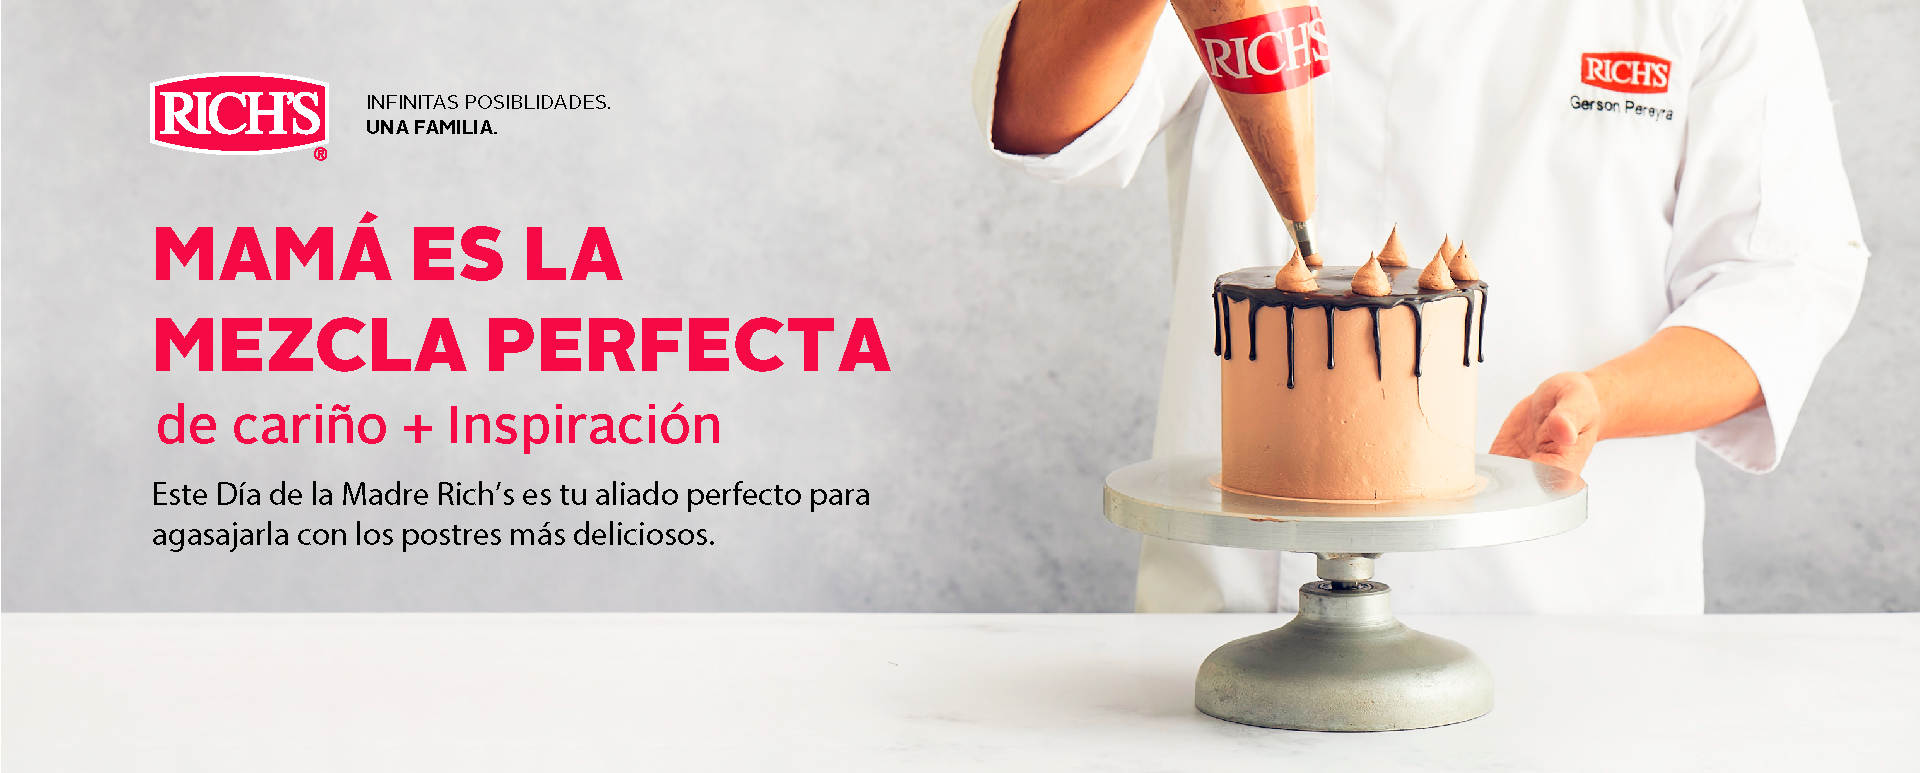 RICH'S
®
INFINITAS POSIBLIDADES.
UNA FAMILIA.
MAMÁ ES LA
MEZCLA PERFECTA
de cariño + Inspiración
Este Día de la Madre Rich's es tu aliado perfecto para
agasajarla con los postres más deliciosos.
RICH'S
RICH'S
Gerson Pereyra